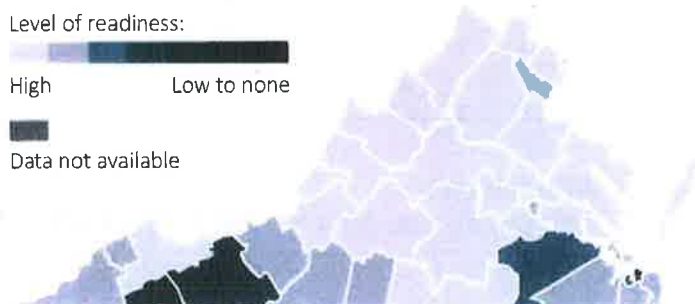 Level of readiness:
High Low to none
Data not available